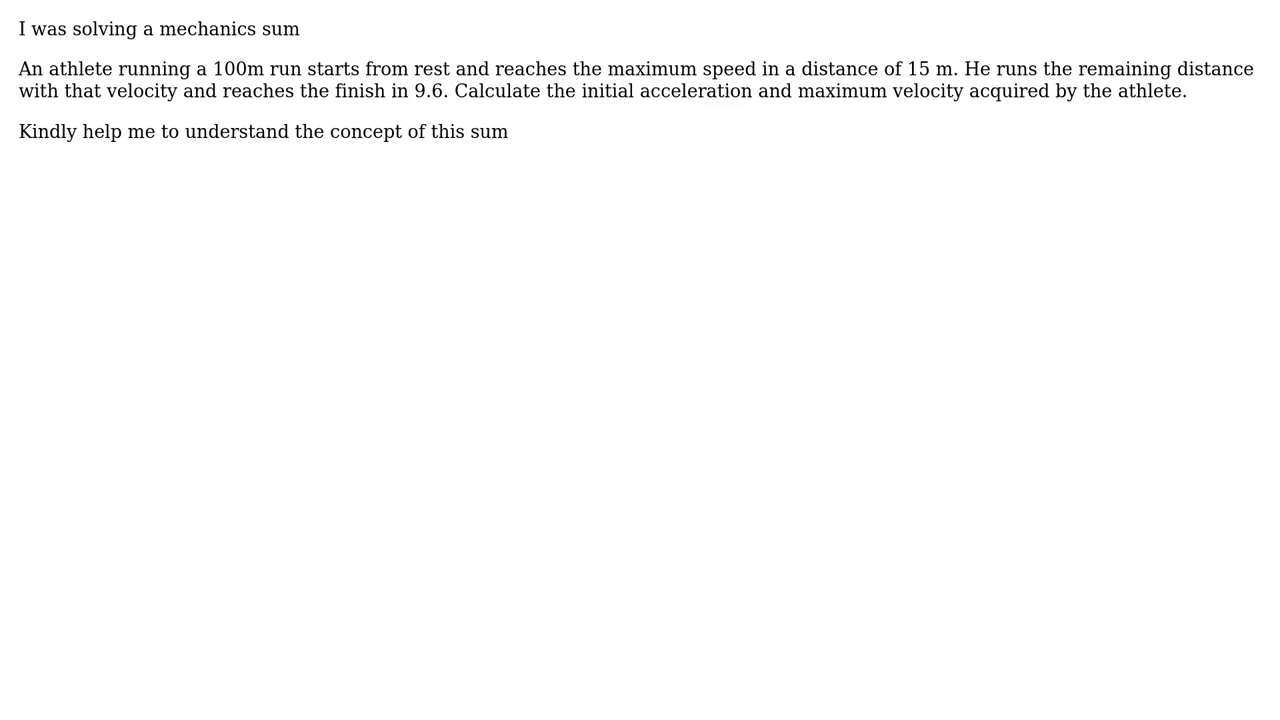 I was solving a mechanics sum
An athlete running a 100m run starts from rest and reaches the maximum speed in a distance of 15 m. He runs the remaining distance
with that velocity and reaches the finish in 9.6. Calculate the initial acceleration and maximum velocity acquired by the athlete.
Kindly help me to understand the concept of this sum